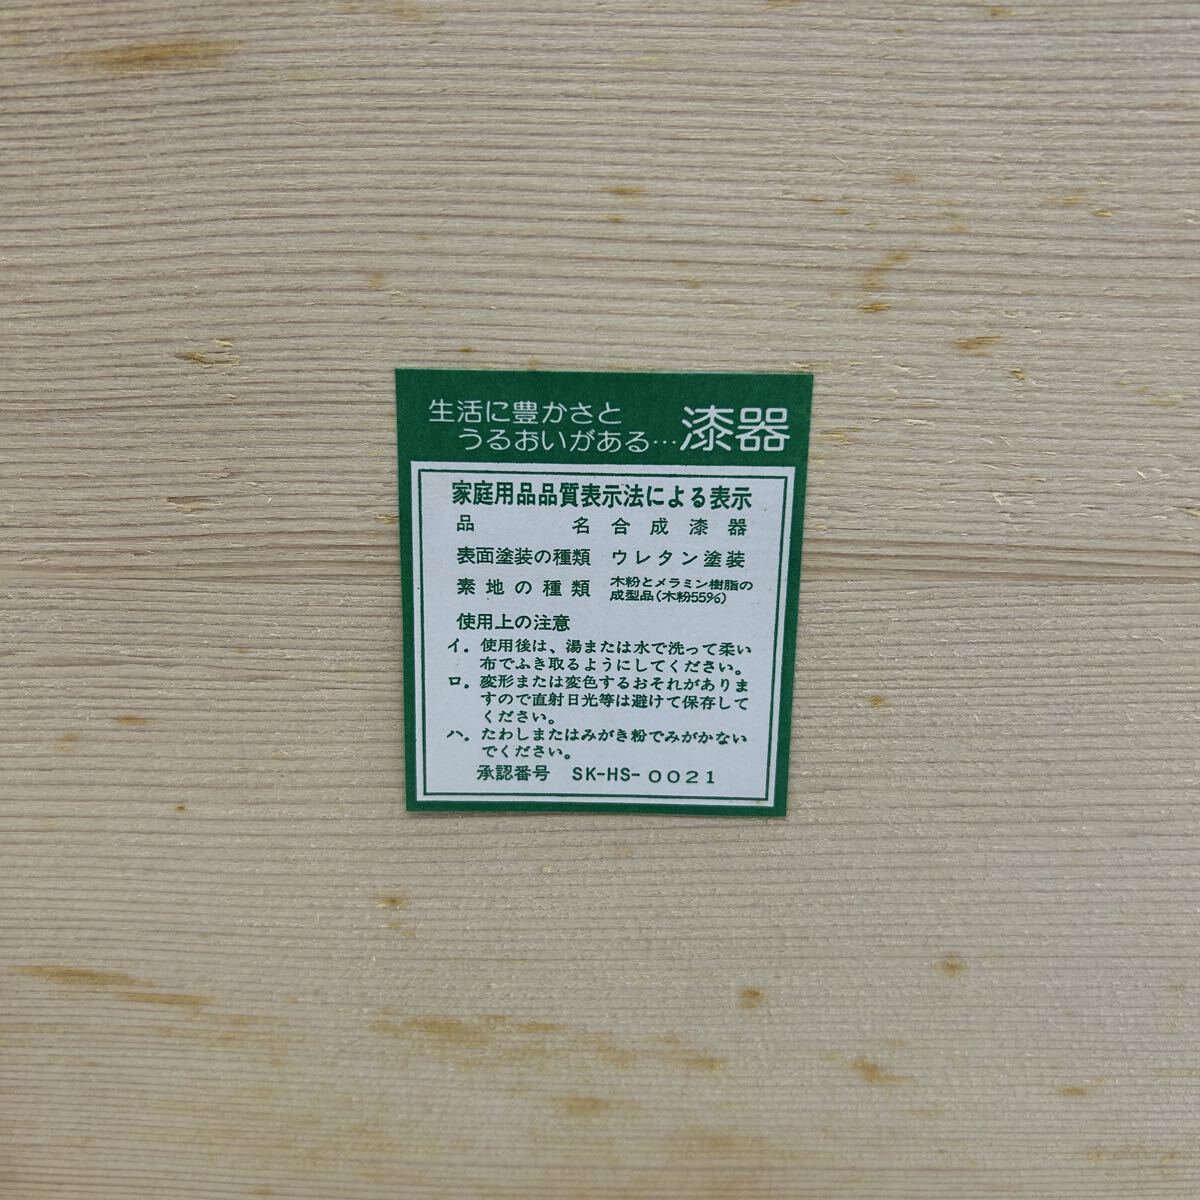 生活に豊かさと
うるおいがある…漆器
家庭用品品質表示法による表示
品名 合成漆器
表面塗装の種類 ウレタン塗装
素地の種類 木粉とメラミン樹脂の
成型品(木粉55%)
使用上の注意
イ. 使用後は、湯または水で洗って柔い
布でふき取るようにしてください。
ロ. 変形または変色するおそれがありま
すので直射日光等は避けて保存して
ください。
ハ. たわしまたはみがき粉でみがかない
でください。
承認番号 SK-HS-0021